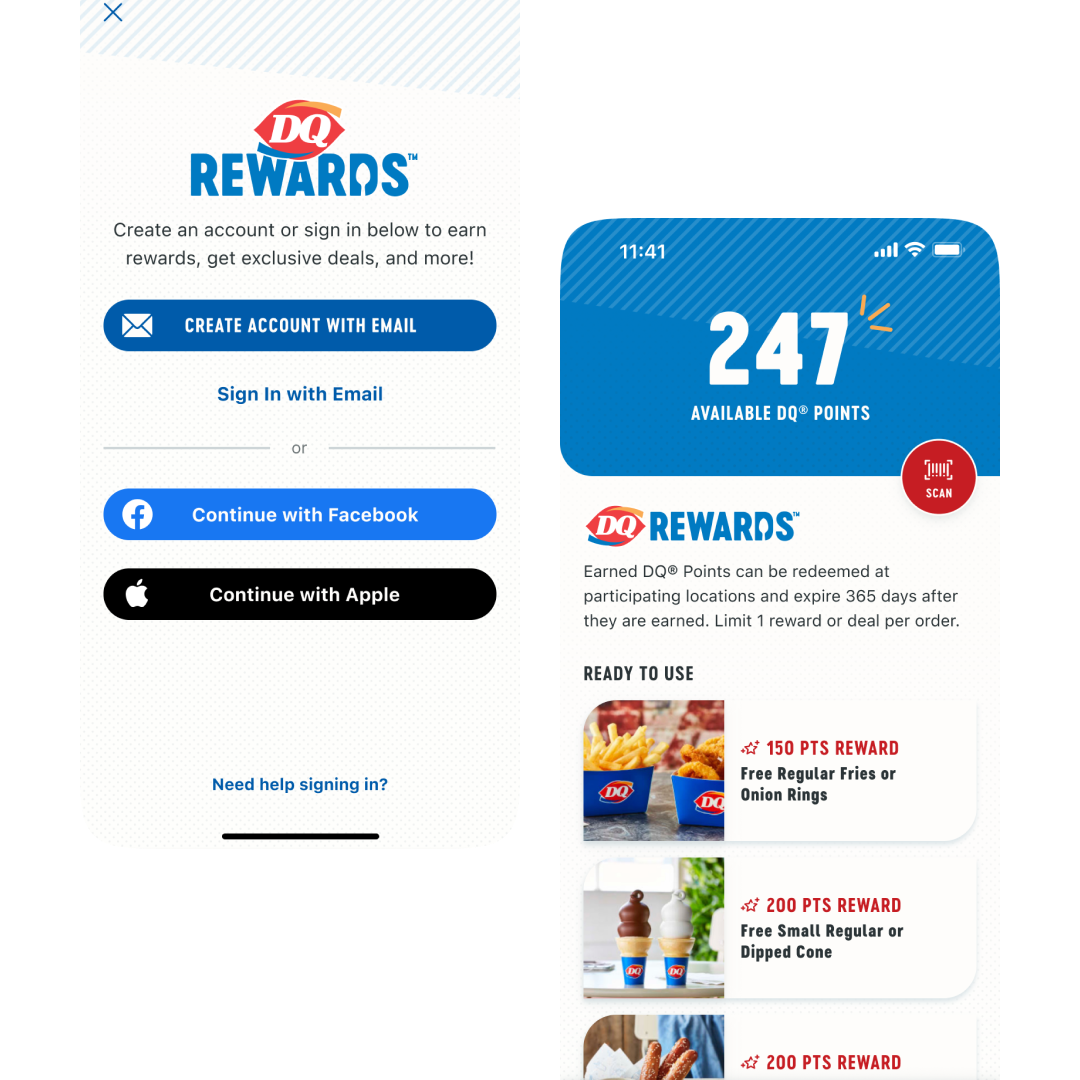 DQ
REWARDS™
Create an account or sign in below to earn
rewards, get exclusive deals, and more!
CREATE ACCOUNT WITH EMAIL
Sign In with Email
or
Continue with Facebook
Continue with Apple
Need help signing in?
11:41
247
AVAILABLE DQ® POINTS
SCAN
DQ REWARDS™
Earned DQ® Points can be redeemed at
participating locations and expire 365 days after
they are earned. Limit 1 reward or deal per order.
READY TO USE
DQ
DQ
150 PTS REWARD
Free Regular Fries or
Onion Rings
DQ
DQ
200 PTS REWARD
Free Small Regular or
Dipped Cone
200 PTS REWARD